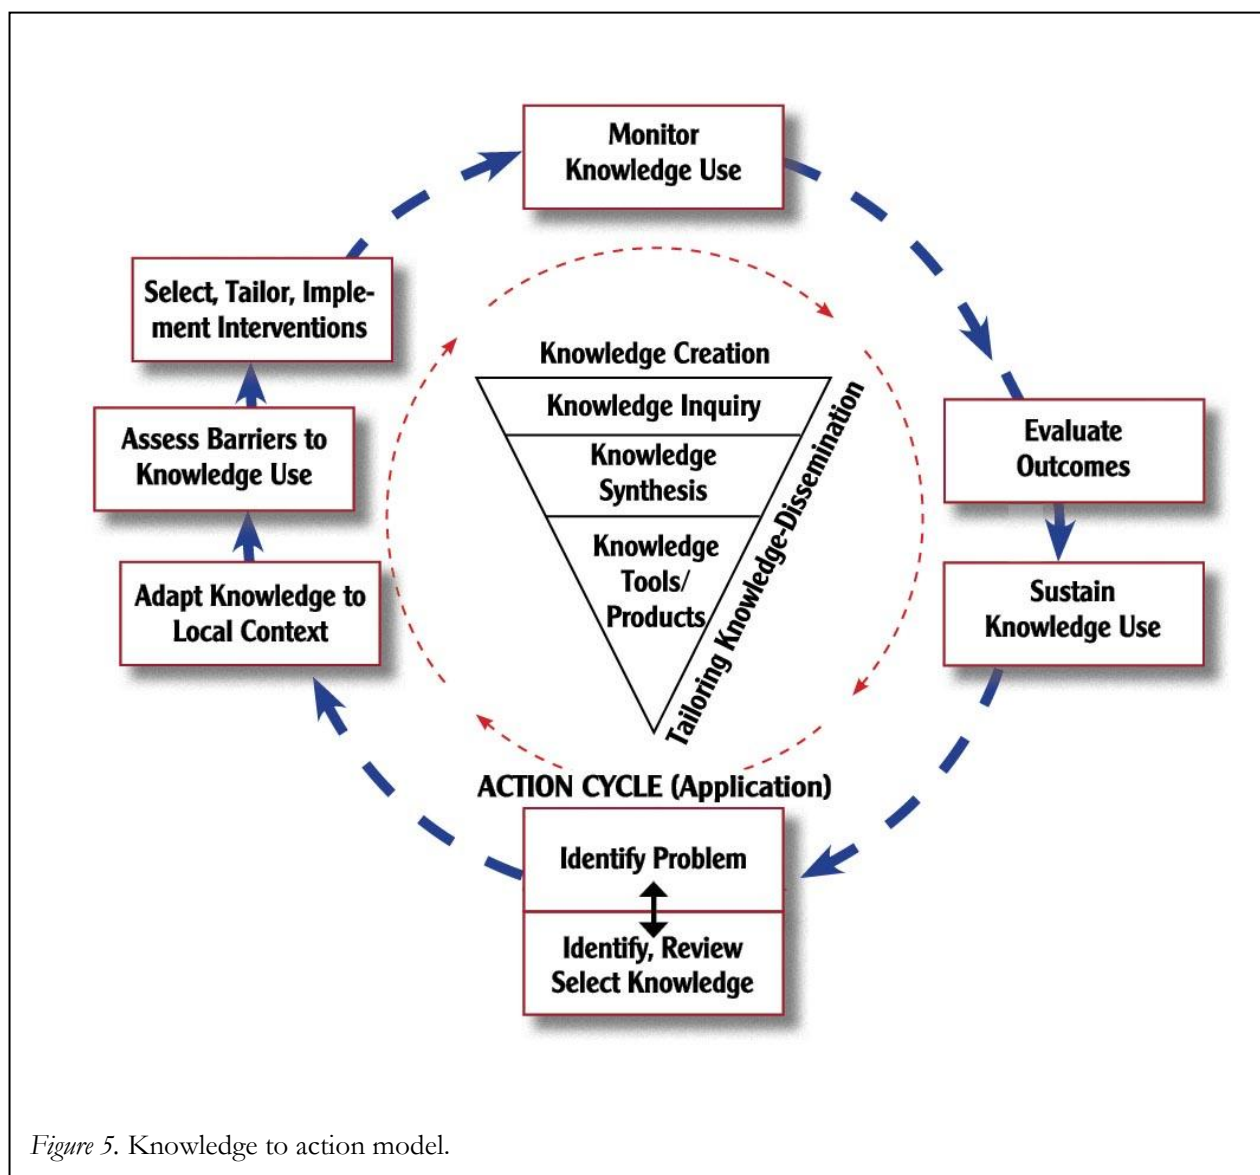 Monitor
Knowledge Use
Select, Tailor, Imple-
ment Interventions
Knowledge Creation
Knowledge Inquiry
Assess Barriers to
Knowledge Use
Knowledge
Synthesis
Evaluate
Outcomes
Tailoring Knowledge-Dissemination
Adapt Knowledge to
Local Context
Knowledge
Tools/
Products
Sustain
Knowledge Use
ACTION CYCLE (Application)
Identify Problem
Identify, Review
Select Knowledge
Figure 5. Knowledge to action model.